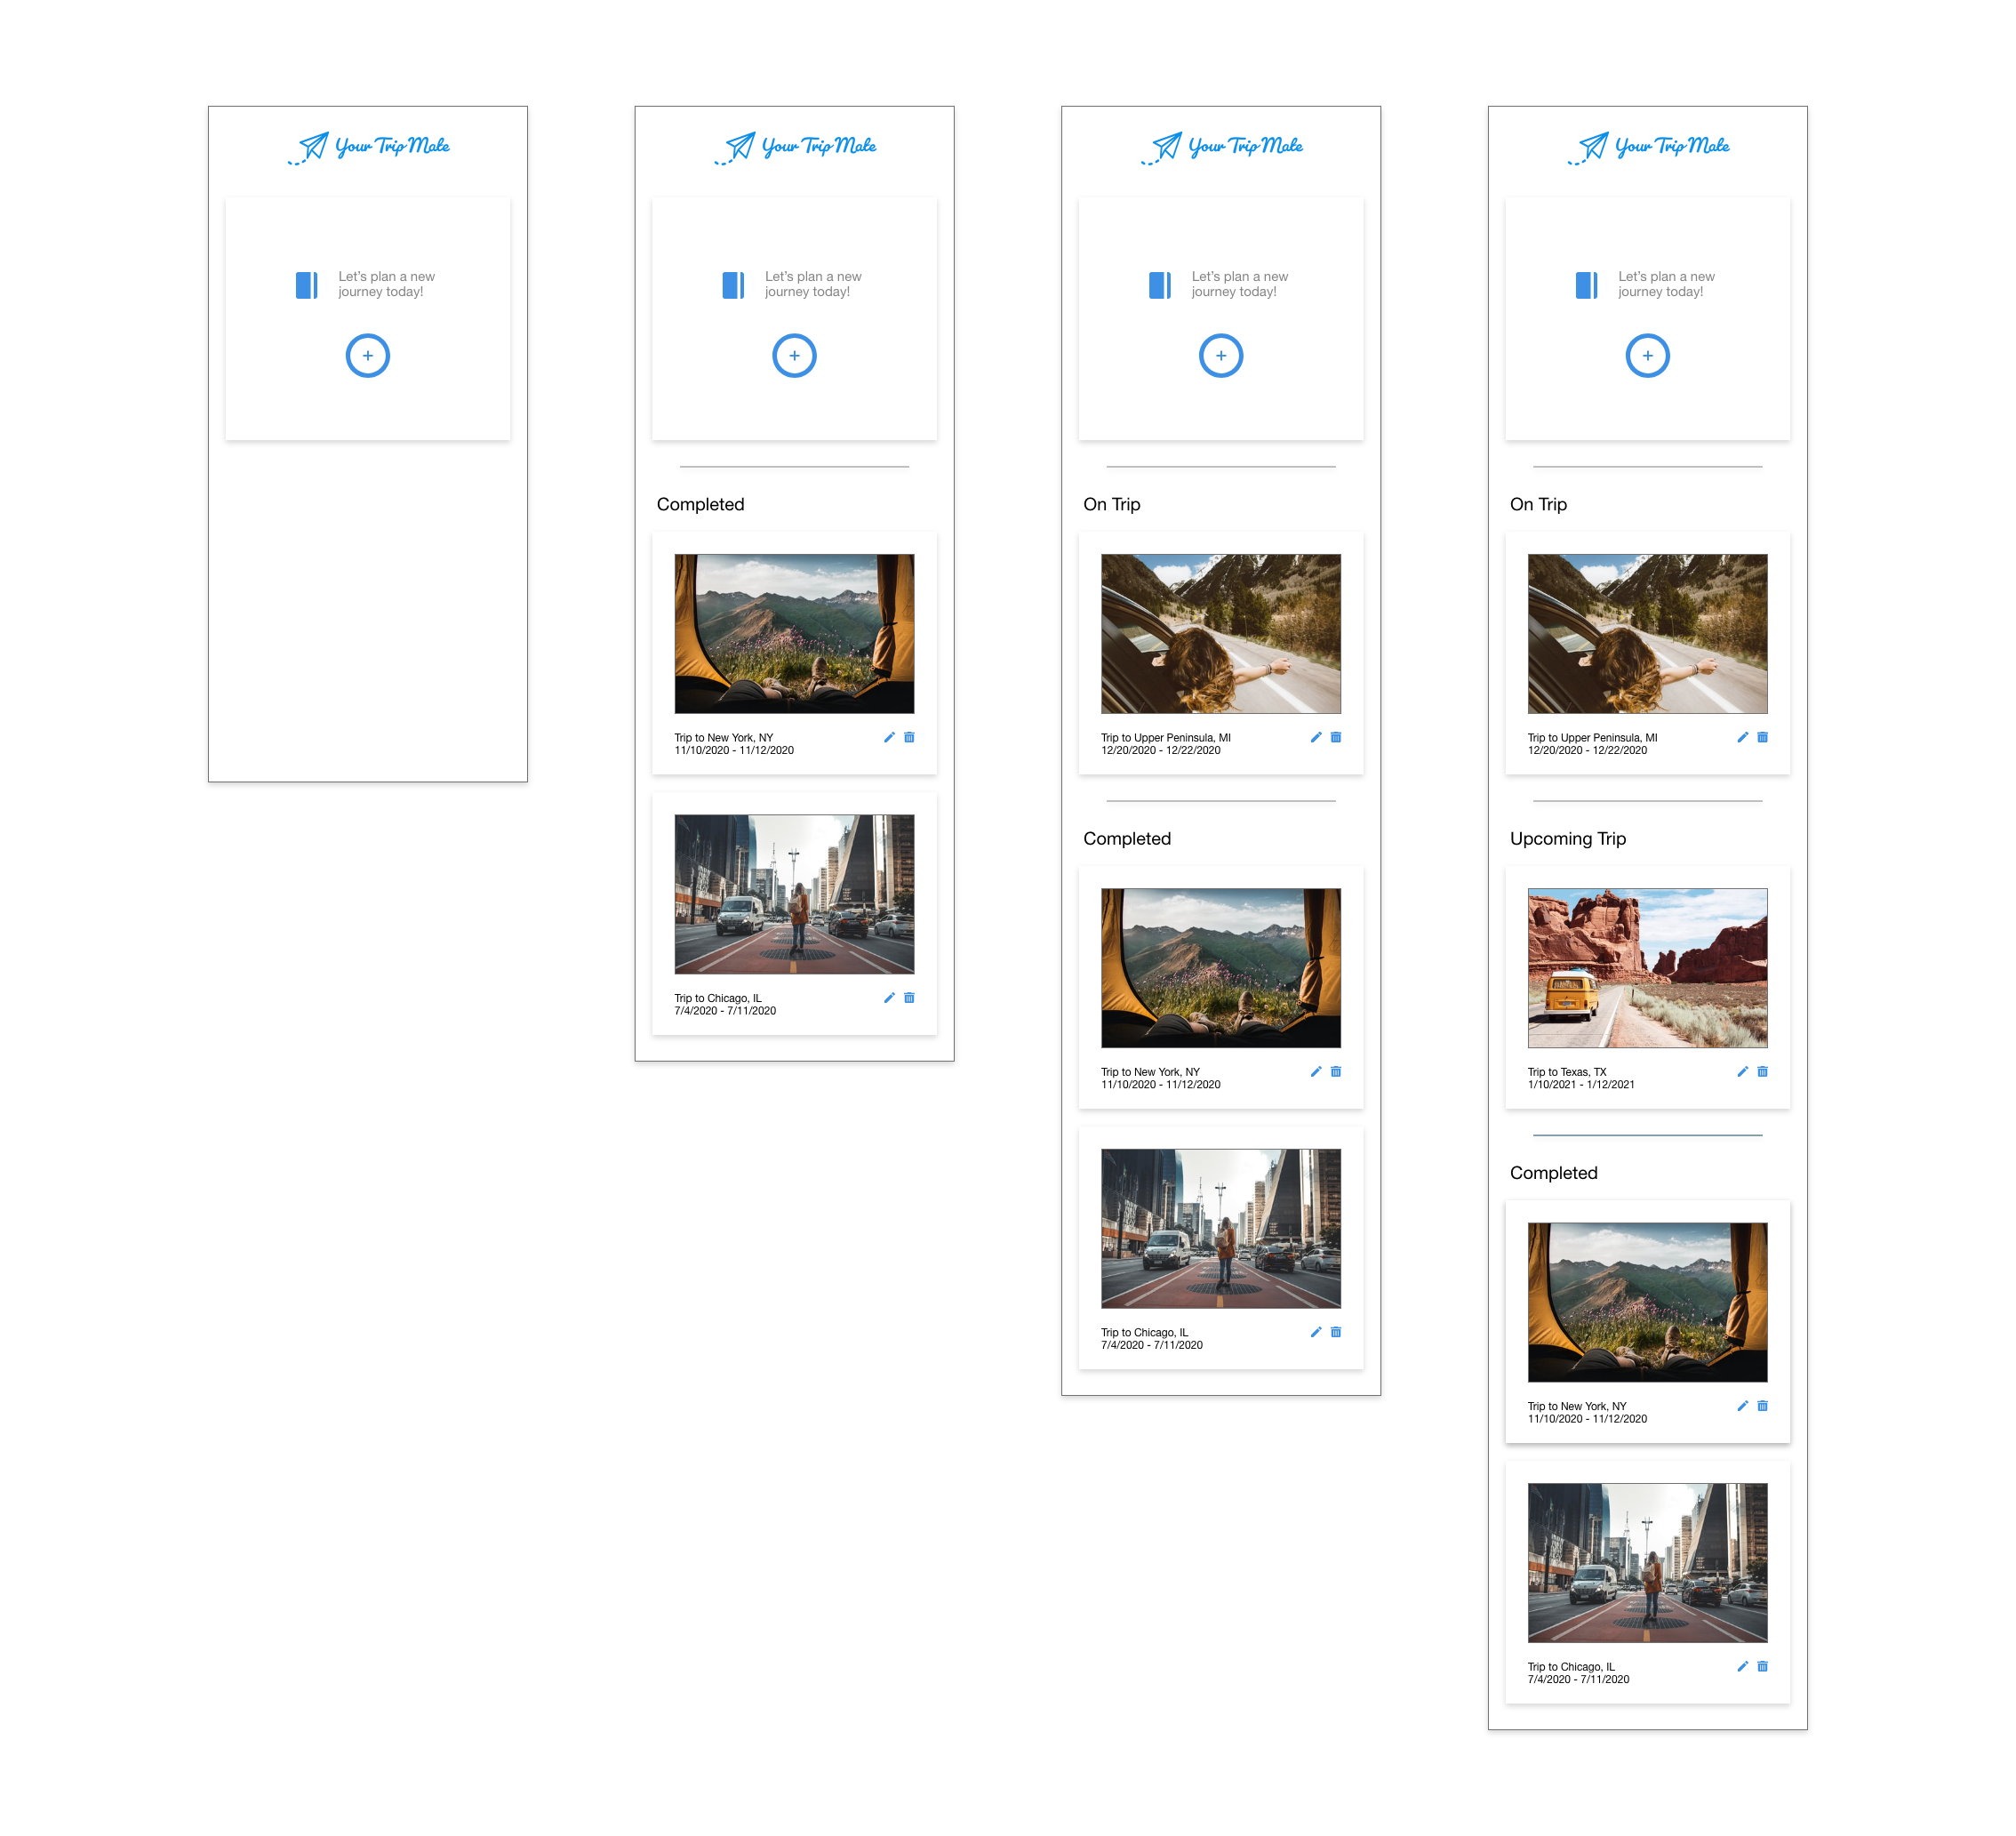 Your Trip Mate
Let's plan a new
journey today!
+
Your Trip Mate
Let's plan a new
journey today!
+
Completed
Trip to New York, NY
11/10/2020 - 11/12/2020
Trip to Chicago, IL
7/4/2020 - 7/11/2020
Your Trip Mate
Let's plan a new
journey today!
+
On Trip
Trip to Upper Peninsula, MI
12/20/2020 - 12/22/2020
Completed
Trip to New York, NY
11/10/2020 - 11/12/2020
Trip to Chicago, IL
7/4/2020 - 7/11/2020
Your Trip Mate
Let's plan a new
journey today!
+
On Trip
Trip to Upper Peninsula, MI
12/20/2020 - 12/22/2020
Upcoming Trip
Trip to Texas, TX
1/10/2021 - 1/12/2021
Completed
Trip to New York, NY
11/10/2020 - 11/12/2020
Trip to Chicago, IL
7/4/2020 - 7/11/2020